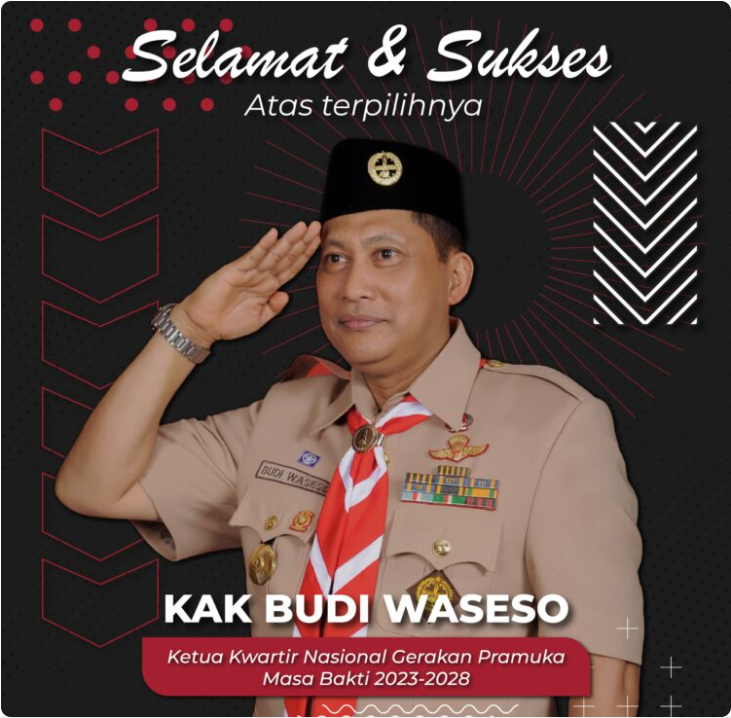 Selamat & Sukses
Atas terpilihnya
BUDI WASESO
KAK BUDI WASESO
Ketua Kwartir Nasional Gerakan Pramuka
Masa Bakti 2023-2028